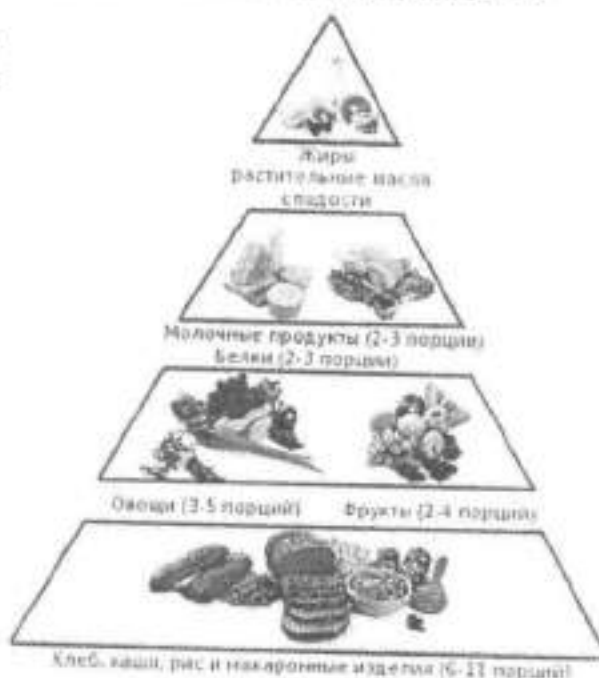 Жиры
растительные масла
сладости
Молочные продукты (2-3 порции)
Белки (2-3 порции)
Овощи (3-5 порций) Фрукты (2-4 порции)
Хлеб, каши, рис и макаронные изделия (6-11 порций)